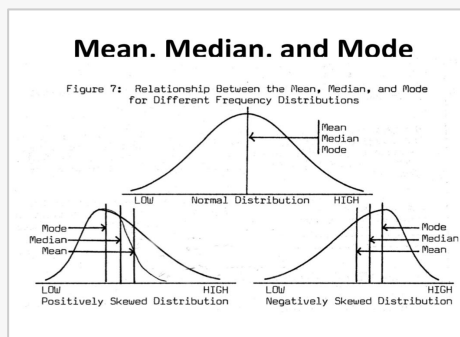 Mean. Median. and Mode
Figure 7: Relationship Between the Mean, Median, and Mode
for Different Frequency Distributions
Mean
Median
Mode
LOW Normal Distribution HIGH
Mode
Median
Mean
LOW HIGH
Positively Skewed Distribution
Mode
Median
Mean
LOW HIGH
Negatively Skewed Distribution